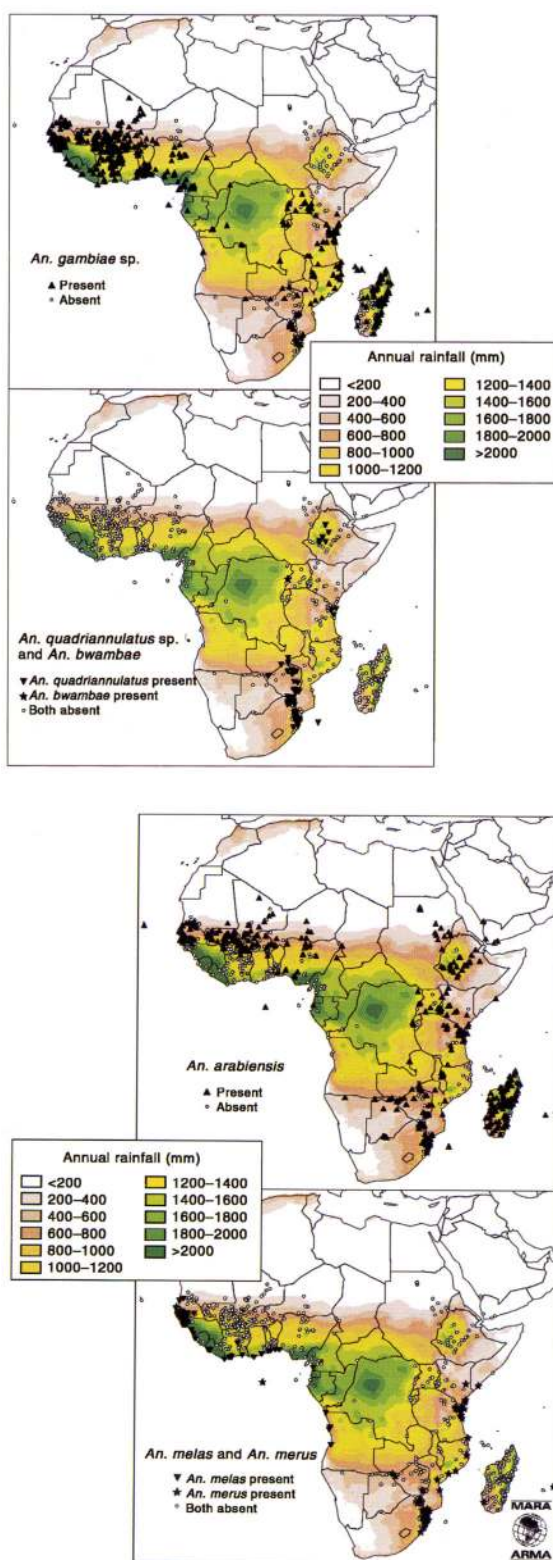 An. gambiae sp.
▲ Present
○ Absent
Annual rainfall (mm)
<200
200–400
400–600
600–800
800–1000
1000–1200
1200–1400
1400–1600
1600–1800
1800–2000
>2000
An. quadriannulatus sp.
and An. bwambae
▼ An. quadriannulatus present
★ An. bwambae present
○ Both absent
An. arabiensis
▲ Present
○ Absent
Annual rainfall (mm)
<200
200–400
400–600
600–800
800–1000
1000–1200
1200–1400
1400–1600
1600–1800
1800–2000
>2000
An. melas and An. merus
▼ An. melas present
★ An. merus present
○ Both absent
MARA
ARMA